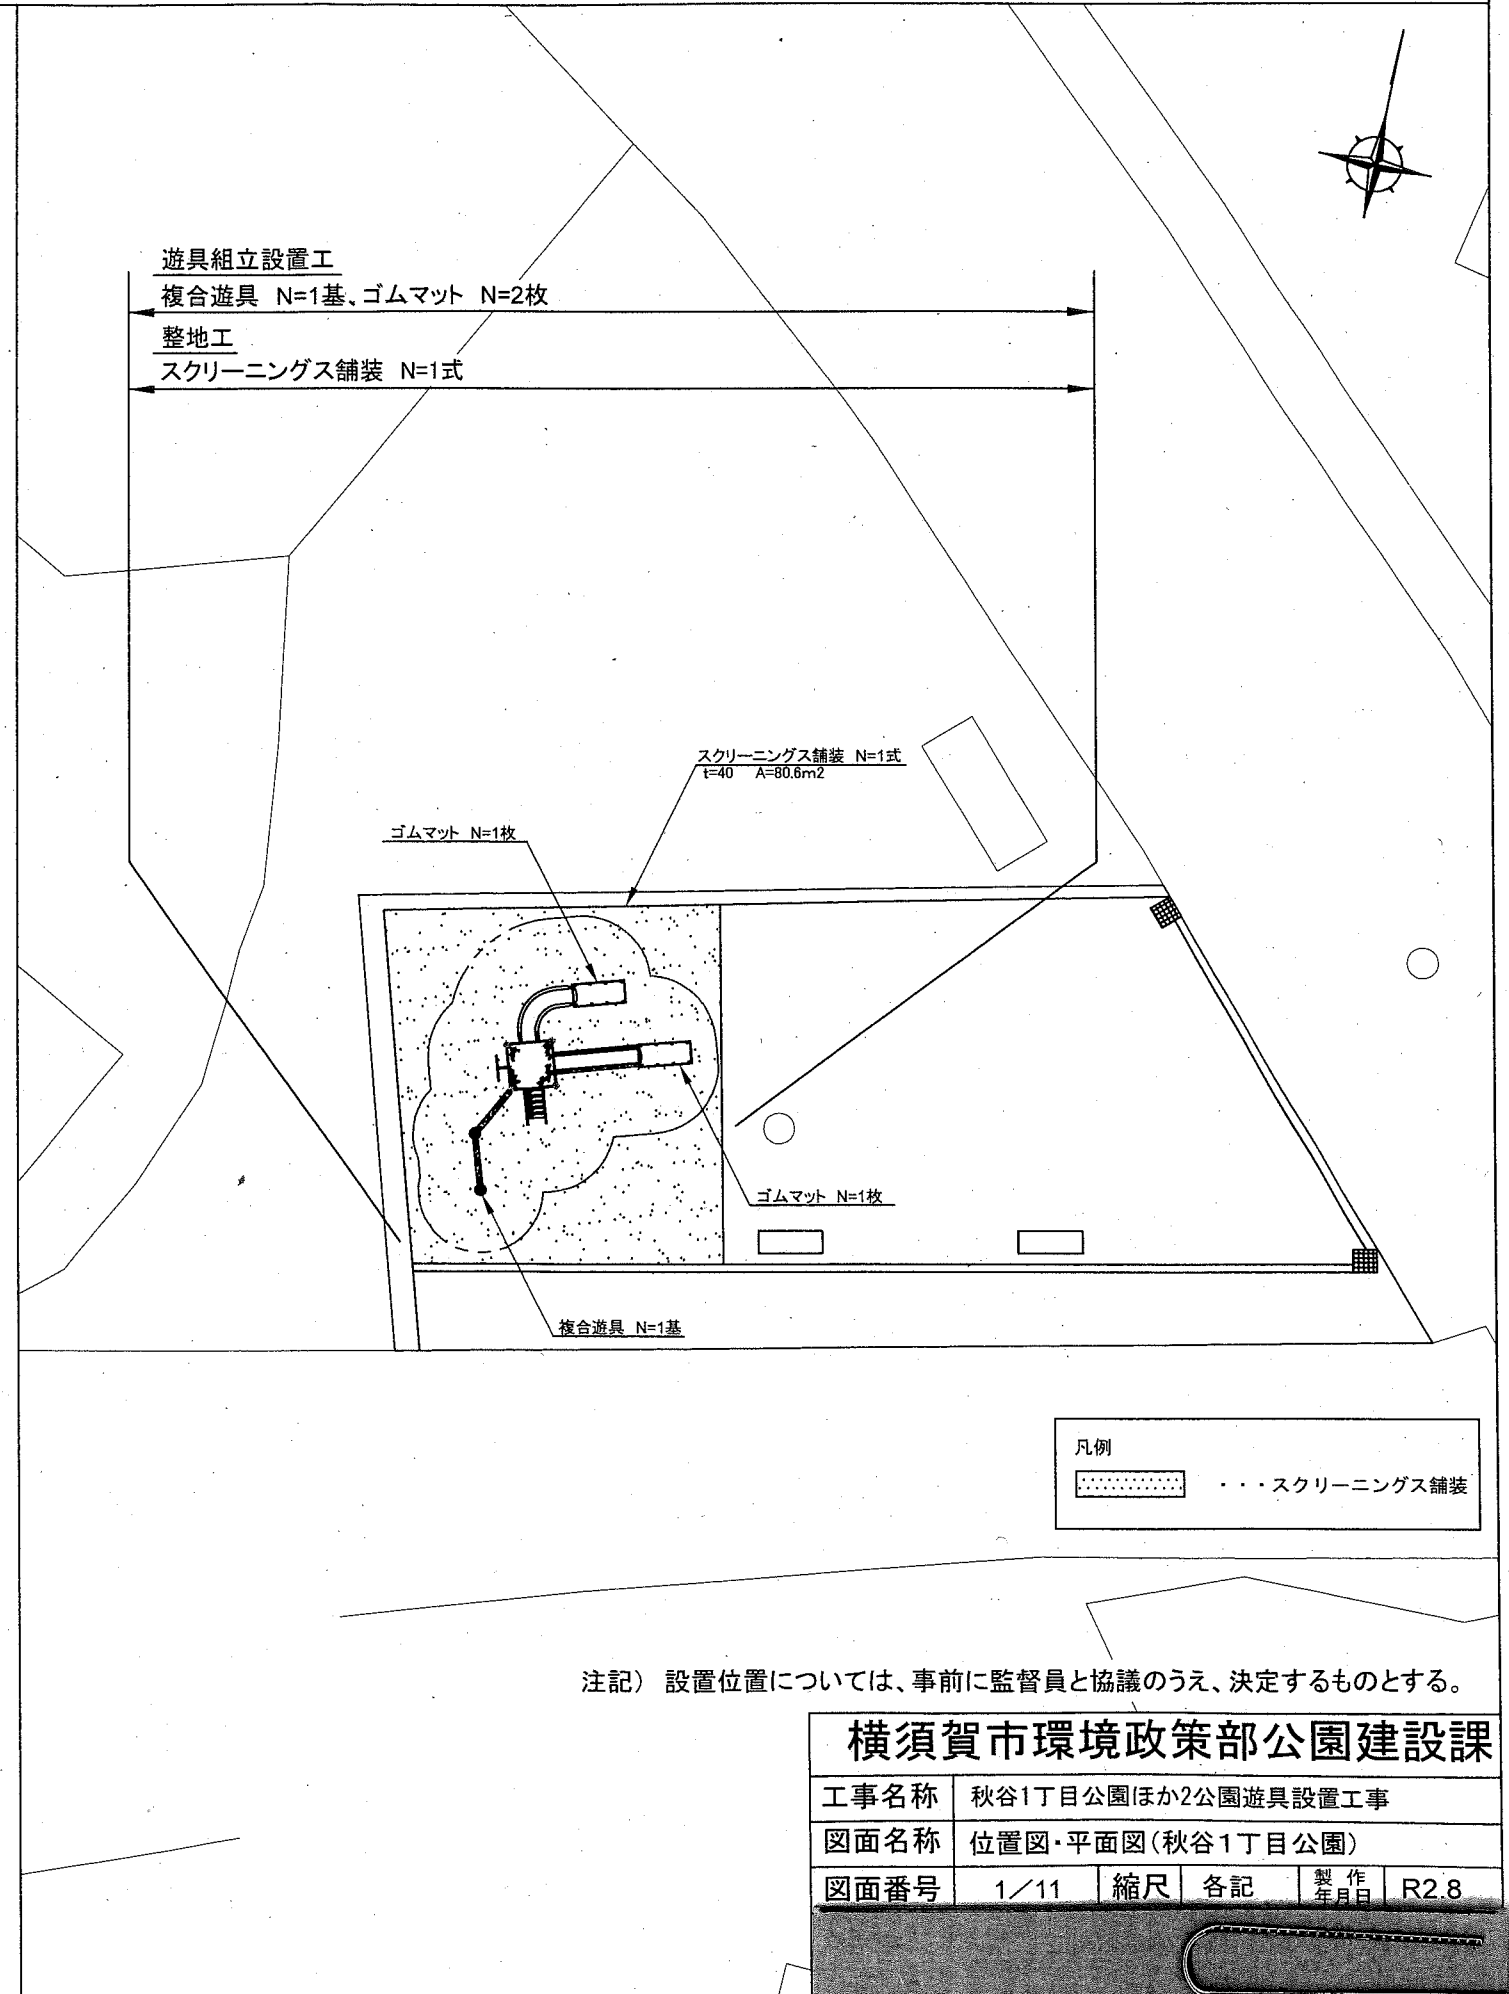 遊具組立設置工
複合遊具 N=1基、ゴムマット N=2枚
整地工
スクリーニングス舗装 N=1式
スクリーニングス舗装 N=1式
t=40 A=80.6m2
ゴムマット N=1枚
ゴムマット N=1枚
複合遊具 N=1基
凡例
・・・スクリーニングス舗装
注記） 設置位置については、事前に監督員と協議のうえ、決定するものとする。
横須賀市環境政策部公園建設課
工事名称 秋谷1丁目公園ほか2公園遊具設置工事
図面名称 位置図・平面図（秋谷1丁目公園）
図面番号 1／11 縮尺 各記 製作年月日 R2.8